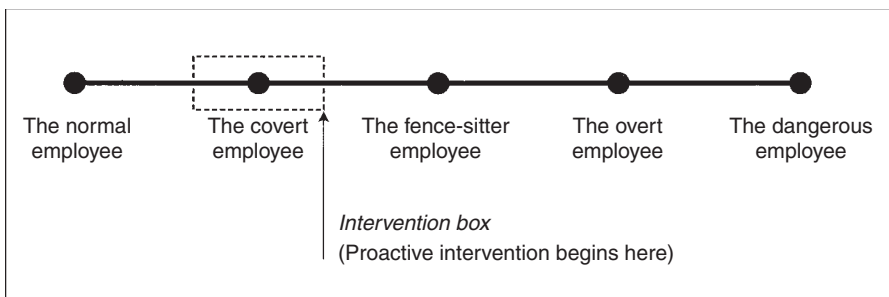 The normal
employee
The covert
employee
The fence-sitter
employee
The overt
employee
The dangerous
employee
Intervention box
(Proactive intervention begins here)